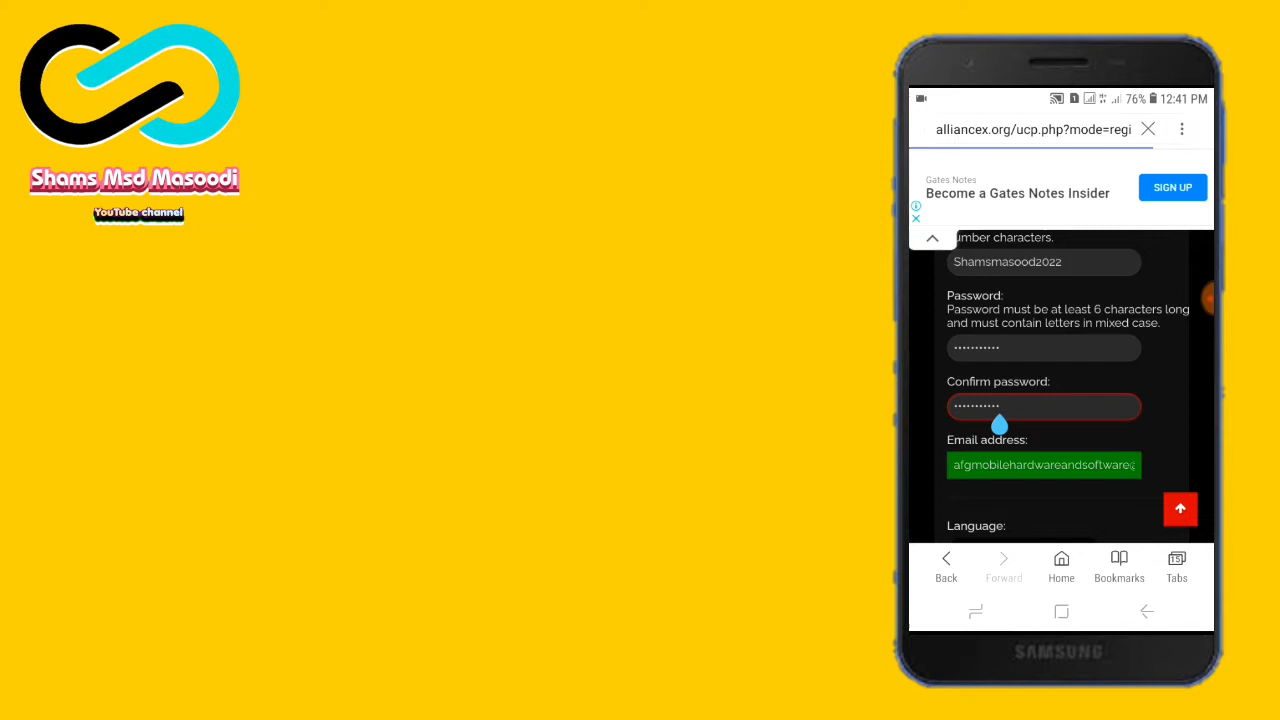 Shams Msd Masoodi
YouTube channel
76% 12:41 PM
alliancex.org/ucp.php?mode=regi
Gates Notes
Become a Gates Notes Insider
SIGN UP
umber characters.
Shamsmasood2022
Password:
Password must be at least 6 characters long
and must contain letters in mixed case.
•••••••••••
Confirm password:
•••••••••••
Email address:
afgmobilehardwareandsoftware@
Language:
15
Back
Forward
Home
Bookmarks
Tabs
SAMSUNG